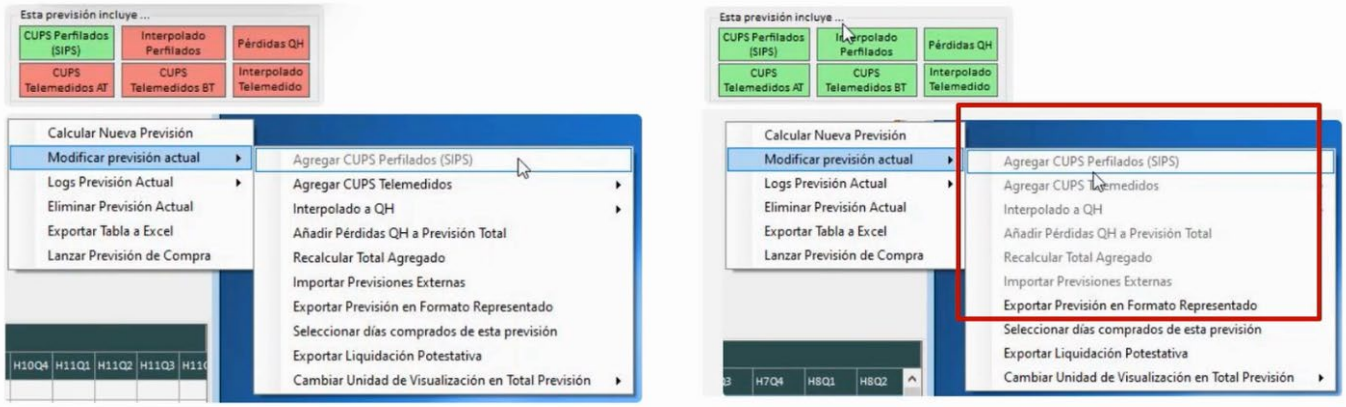 Esta previsión incluye ...
CUPS Perfilados (SIPS)
Interpolado Perfilados
Pérdidas QH
CUPS Telemedidos AT
CUPS Telemedidos BT
Interpolado Telemedido
Calcular Nueva Previsión
Modificar previsión actual
Logs Previsión Actual
Eliminar Previsión Actual
Exportar Tabla a Excel
Lanzar Previsión de Compra
Agregar CUPS Perfilados (SIPS)
Agregar CUPS Telemedidos
Interpolado a QH
Añadir Pérdidas QH a Previsión Total
Recalcular Total Agregado
Importar Previsiones Externas
Exportar Previsión en Formato Representado
Seleccionar días comprados de esta previsión
Exportar Liquidación Potestativa
Cambiar Unidad de Visualización en Total Previsión
H10Q4 H11Q1 H11Q2 H11Q3
Esta previsión incluye ...
CUPS Perfilados (SIPS)
Interpolado Perfilados
Pérdidas QH
CUPS Telemedidos AT
CUPS Telemedidos BT
Interpolado Telemedido
Calcular Nueva Previsión
Modificar previsión actual
Logs Previsión Actual
Eliminar Previsión Actual
Exportar Tabla a Excel
Lanzar Previsión de Compra
Agregar CUPS Perfilados (SIPS)
Agregar CUPS Telemedidos
Interpolado a QH
Añadir Pérdidas QH a Previsión Total
Recalcular Total Agregado
Importar Previsiones Externas
Exportar Previsión en Formato Representado
Seleccionar días comprados de esta previsión
Exportar Liquidación Potestativa
Cambiar Unidad de Visualización en Total Previsión
H7Q4 H8Q1 H8Q2